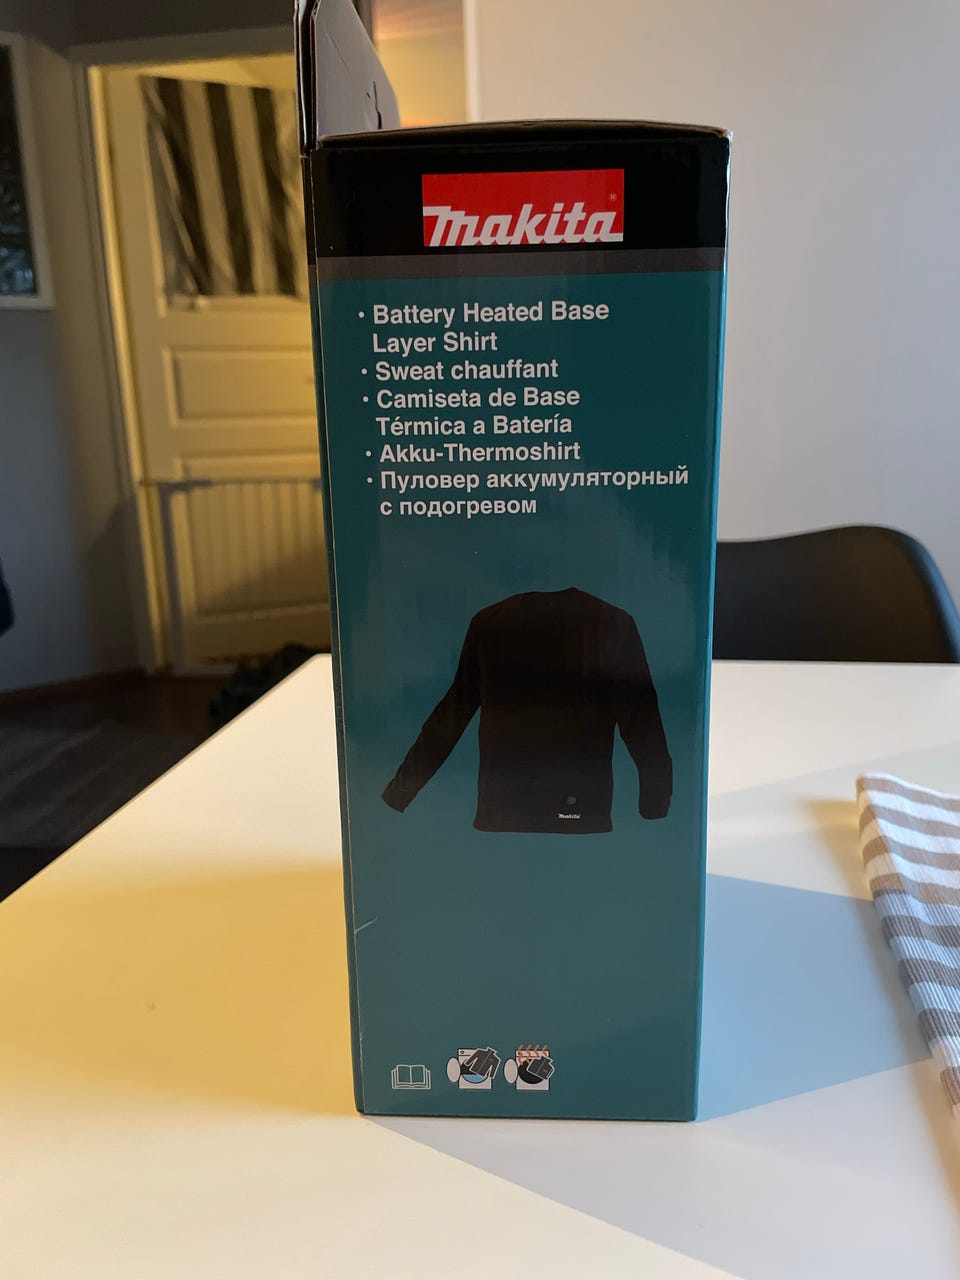 makita®
• Battery Heated Base
Layer Shirt
• Sweat chauffant
• Camiseta de Base
Térmica a Batería
• Akku-Thermoshirt
• Пуловер аккумуляторный
с подогревом
makita